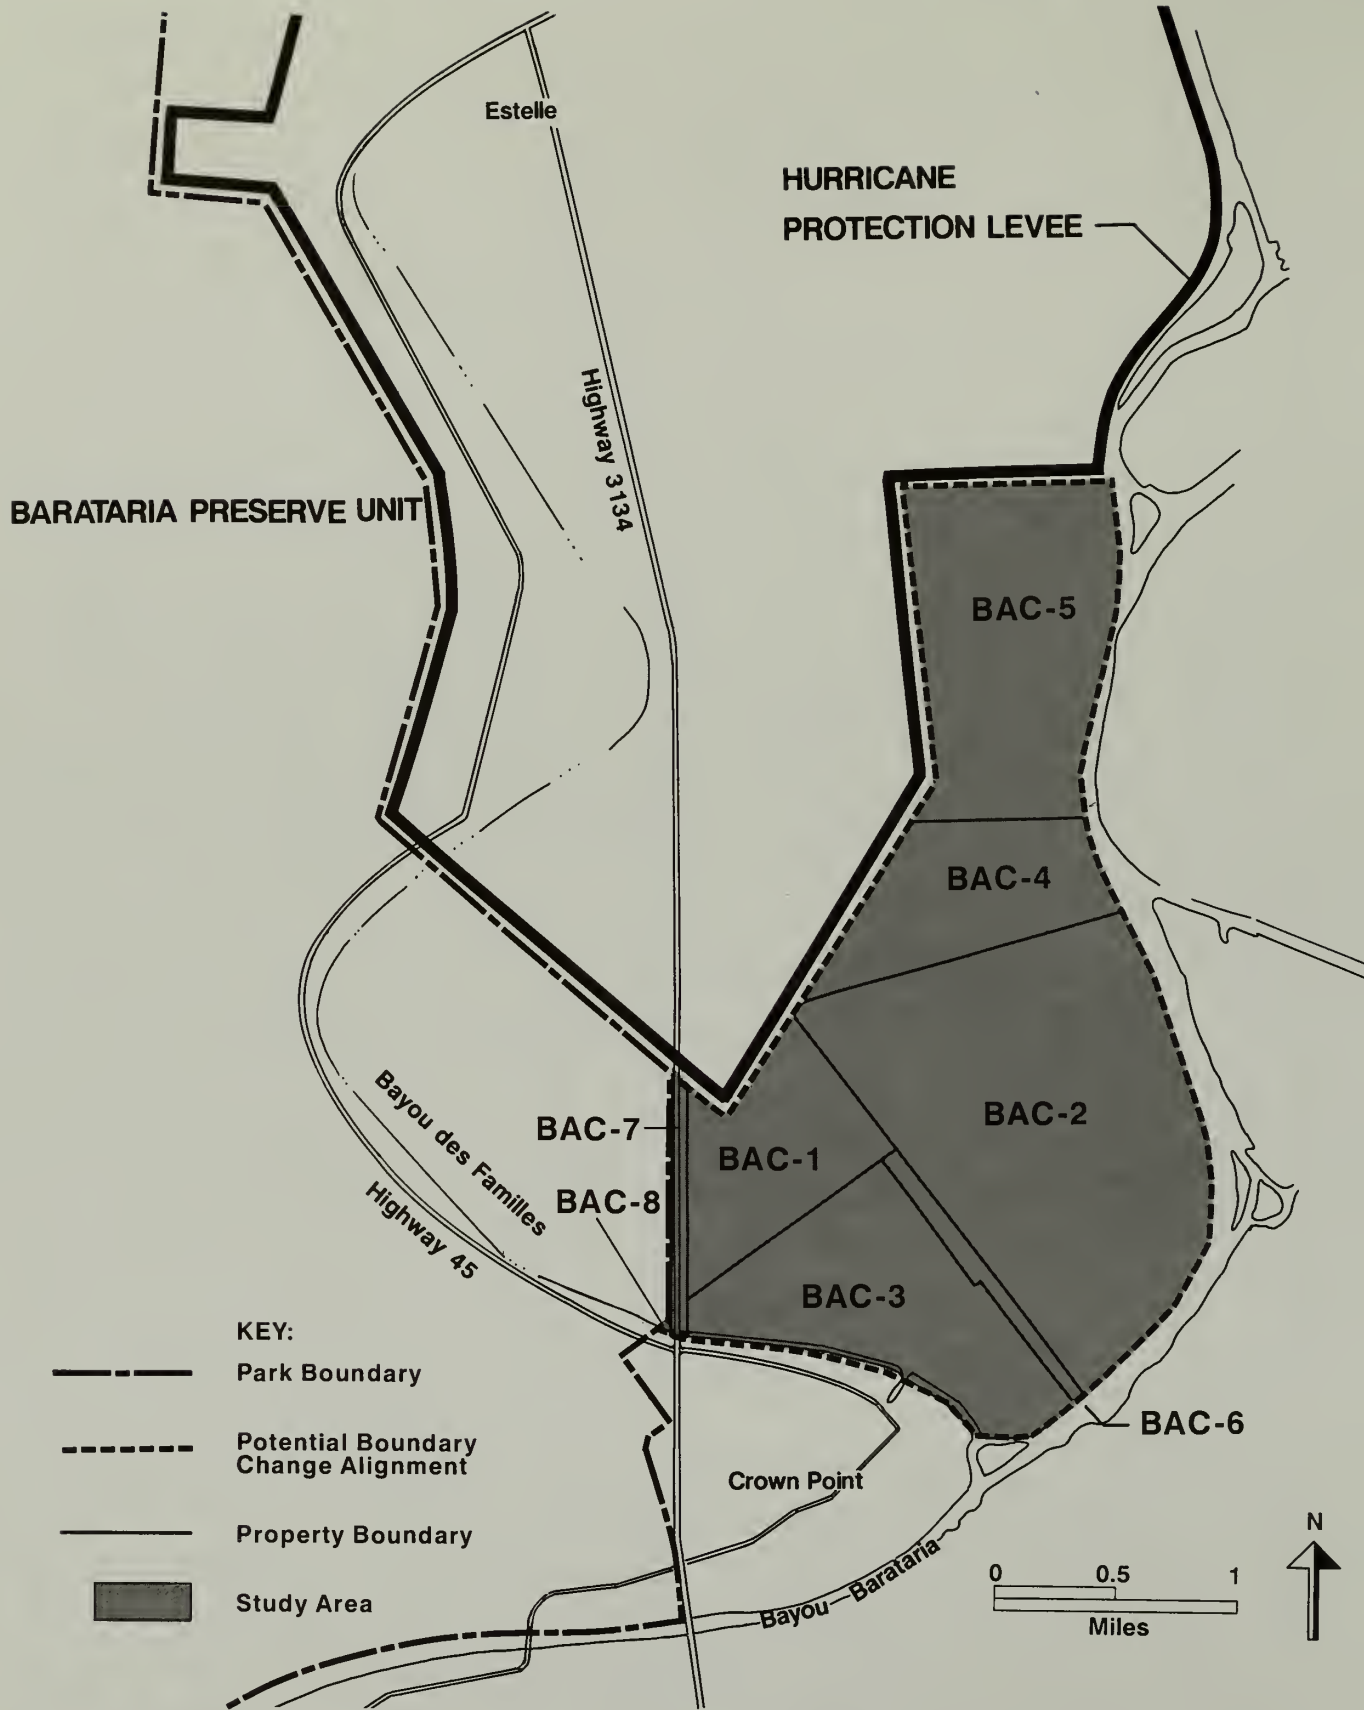 Estelle
HURRICANE
PROTECTION LEVEE
Highway 3134
BARATARIA PRESERVE UNIT
BAC-5
BAC-4
BAC-2
BAC-7
BAC-1
BAC-8
Bayou des Familles
Highway 45
BAC-3
BAC-6
Crown Point
Bayou Barataria
KEY:
Park Boundary
Potential Boundary
Change Alignment
Property Boundary
Study Area
N
0 0.5 1
Miles